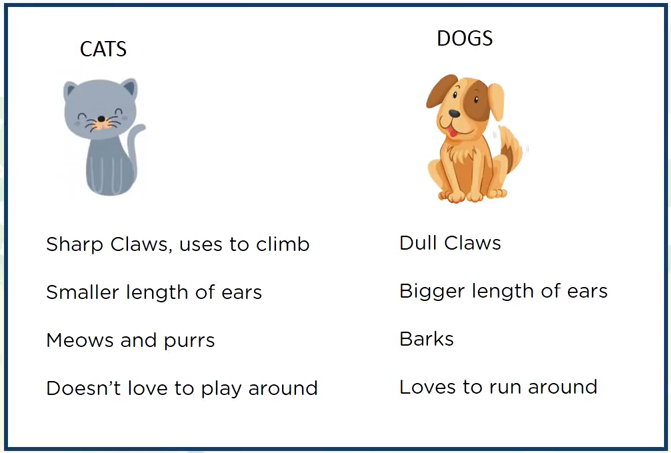 CATS
DOGS
Sharp Claws, uses to climb
Dull Claws
Smaller length of ears
Bigger length of ears
Meows and purrs
Barks
Doesn’t love to play around
Loves to run around